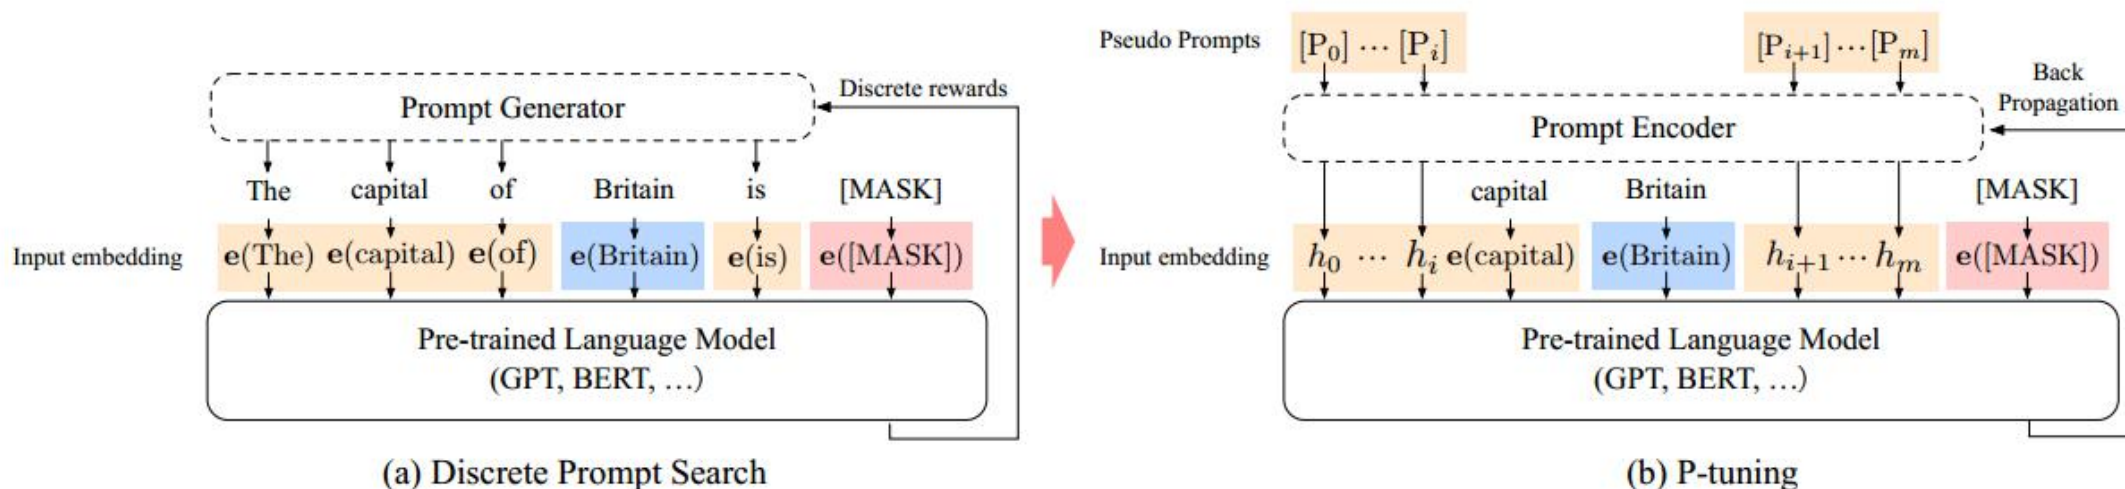 Prompt Generator
Discrete rewards
The capital of Britain is [MASK]
Input embedding e(The) e(capital) e(of) e(Britain) e(is) e([MASK])
Pre-trained Language Model
(GPT, BERT, …)
(a) Discrete Prompt Search
Pseudo Prompts [P₀] ⋯ [Pᵢ] [Pᵢ₊₁] ⋯ [Pₘ]
Back
Propagation
Prompt Encoder
capital Britain [MASK]
Input embedding h₀ ⋯ hᵢ e(capital) e(Britain) hᵢ₊₁ ⋯ hₘ e([MASK])
Pre-trained Language Model
(GPT, BERT, …)
(b) P-tuning